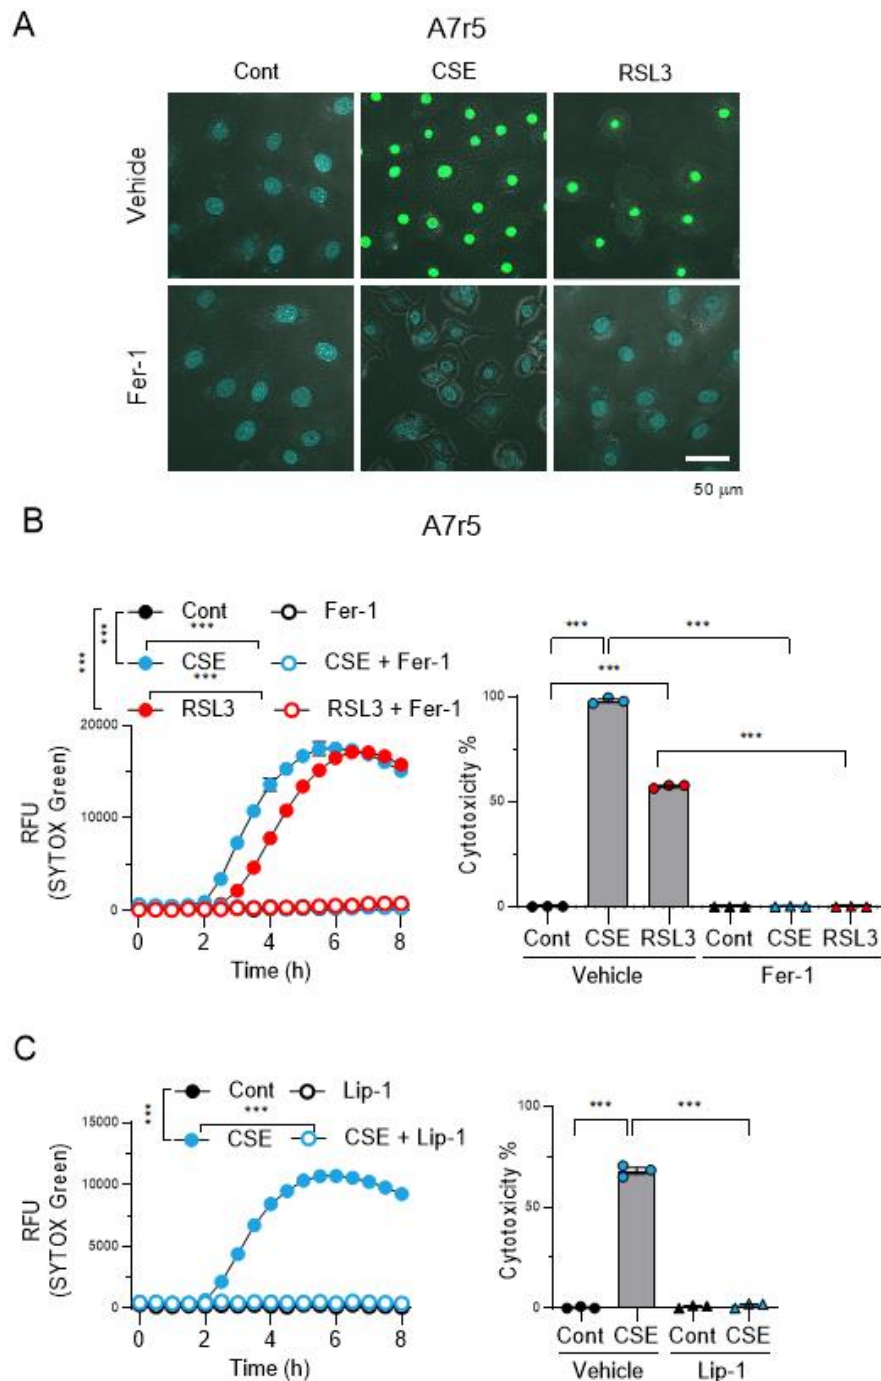 A
A7r5
Cont CSE RSL3
Vehide
Fer-1
50 μm
B
A7r5
Cont Fer-1
*** *** ***
CSE CSE + Fer-1
***
RSL3 RSL3 + Fer-1
20000
10000
0
RFU
(SYTOX Green)
0 2 4 6 8
Time (h)
*** ***
***
***
100
50
0
Cytotoxicity %
Cont CSE RSL3 Cont CSE RSL3
Vehicle Fer-1
C
Cont Lip-1
*** ***
CSE CSE + Lip-1
15000
10000
5000
0
RFU
(SYTOX Green)
0 2 4 6 8
Time (h)
*** ***
100
50
0
Cytotoxicity %
Cont CSE Cont CSE
Vehicle Lip-1